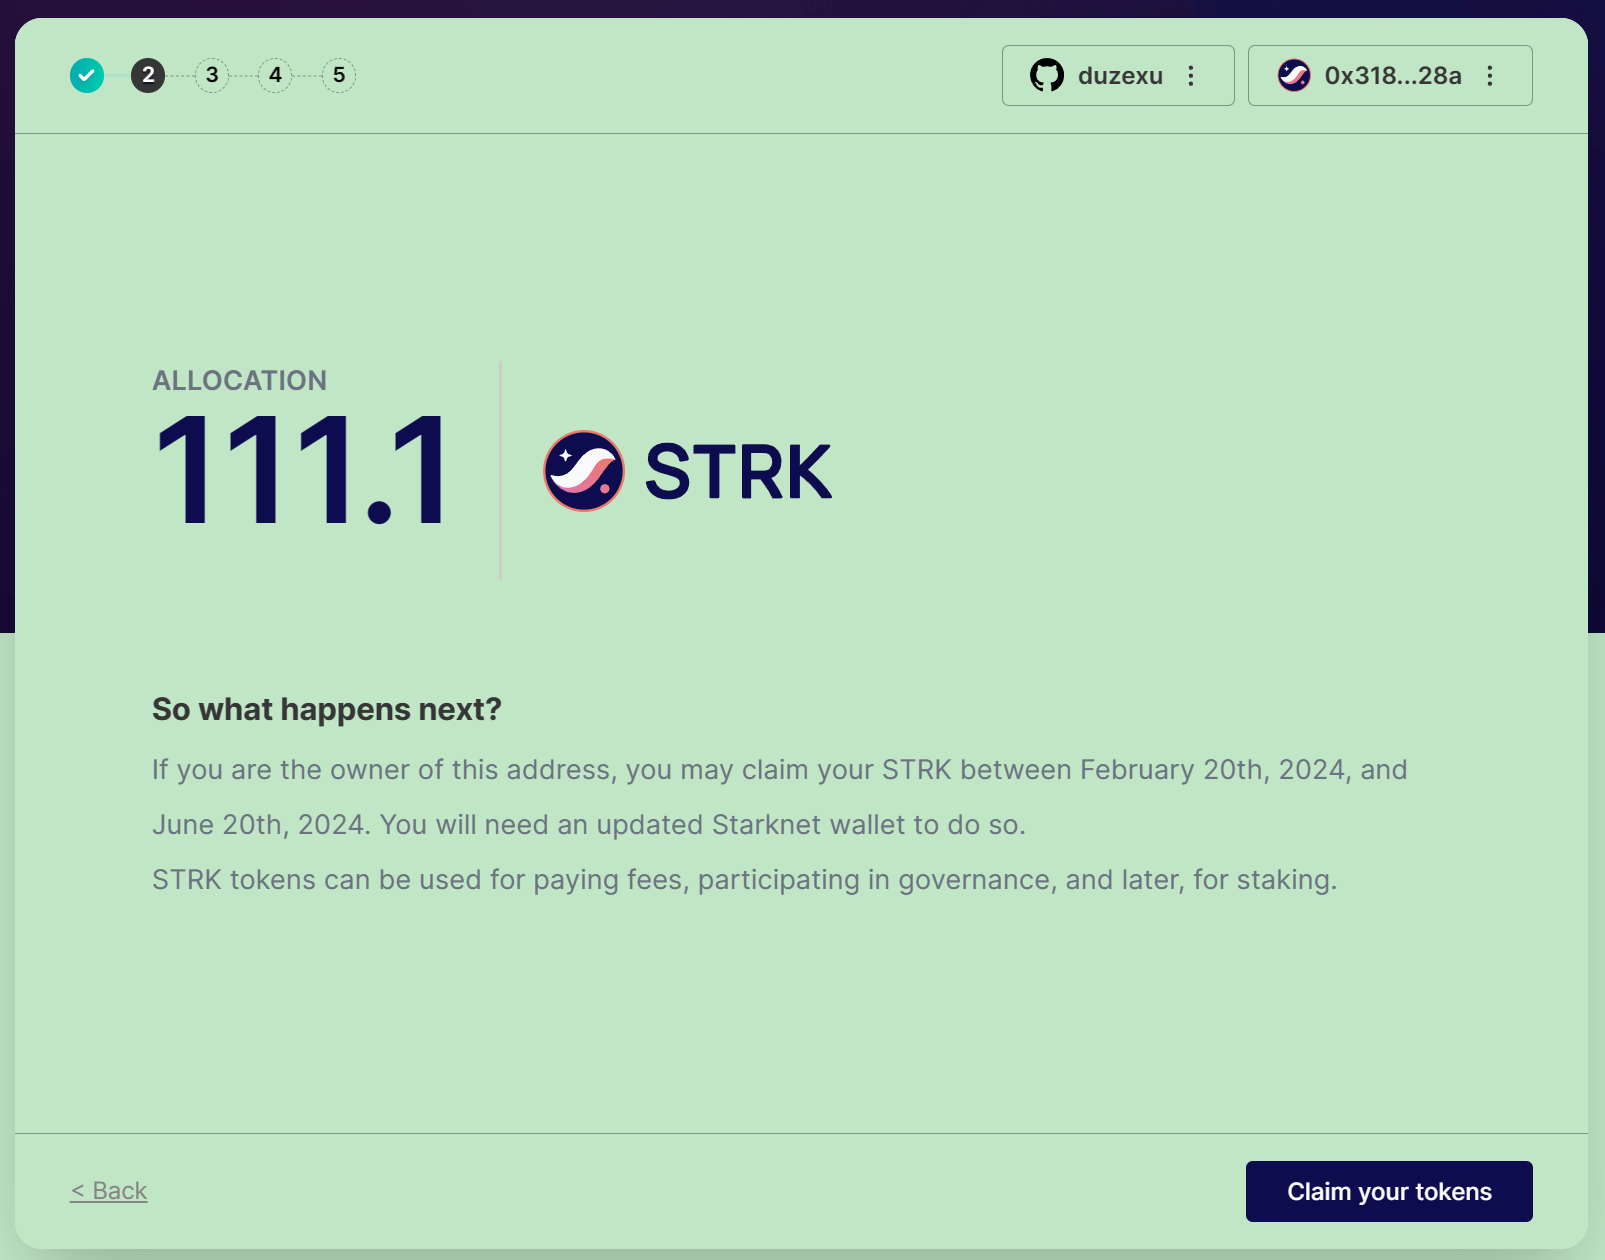 2 3 4 5
duzexu
0x318...28a
ALLOCATION
111.1
STRK
So what happens next?
If you are the owner of this address, you may claim your STRK between February 20th, 2024, and
June 20th, 2024. You will need an updated Starknet wallet to do so.
STRK tokens can be used for paying fees, participating in governance, and later, for staking.
< Back
Claim your tokens